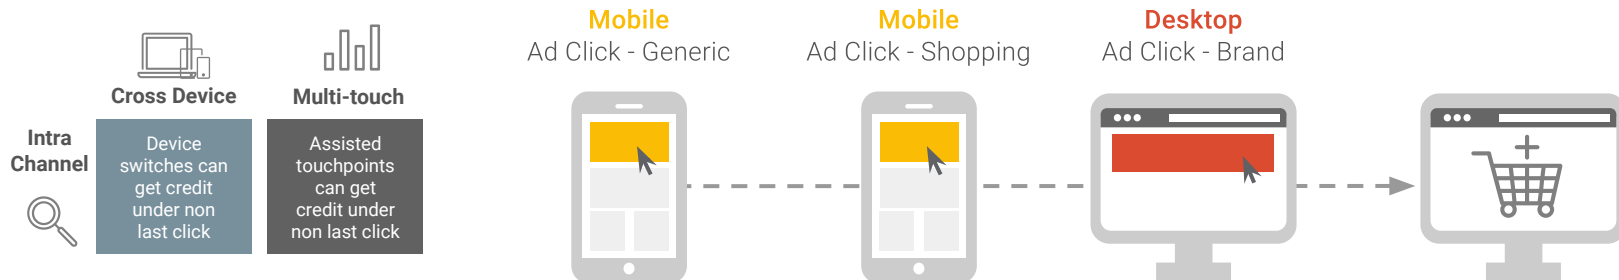 Cross Device
Multi-touch
Intra
Channel
Device
switches can
get credit
under non
last click
Assisted
touchpoints
can get
credit under
non last click
Mobile
Ad Click - Generic
Mobile
Ad Click - Shopping
Desktop
Ad Click - Brand